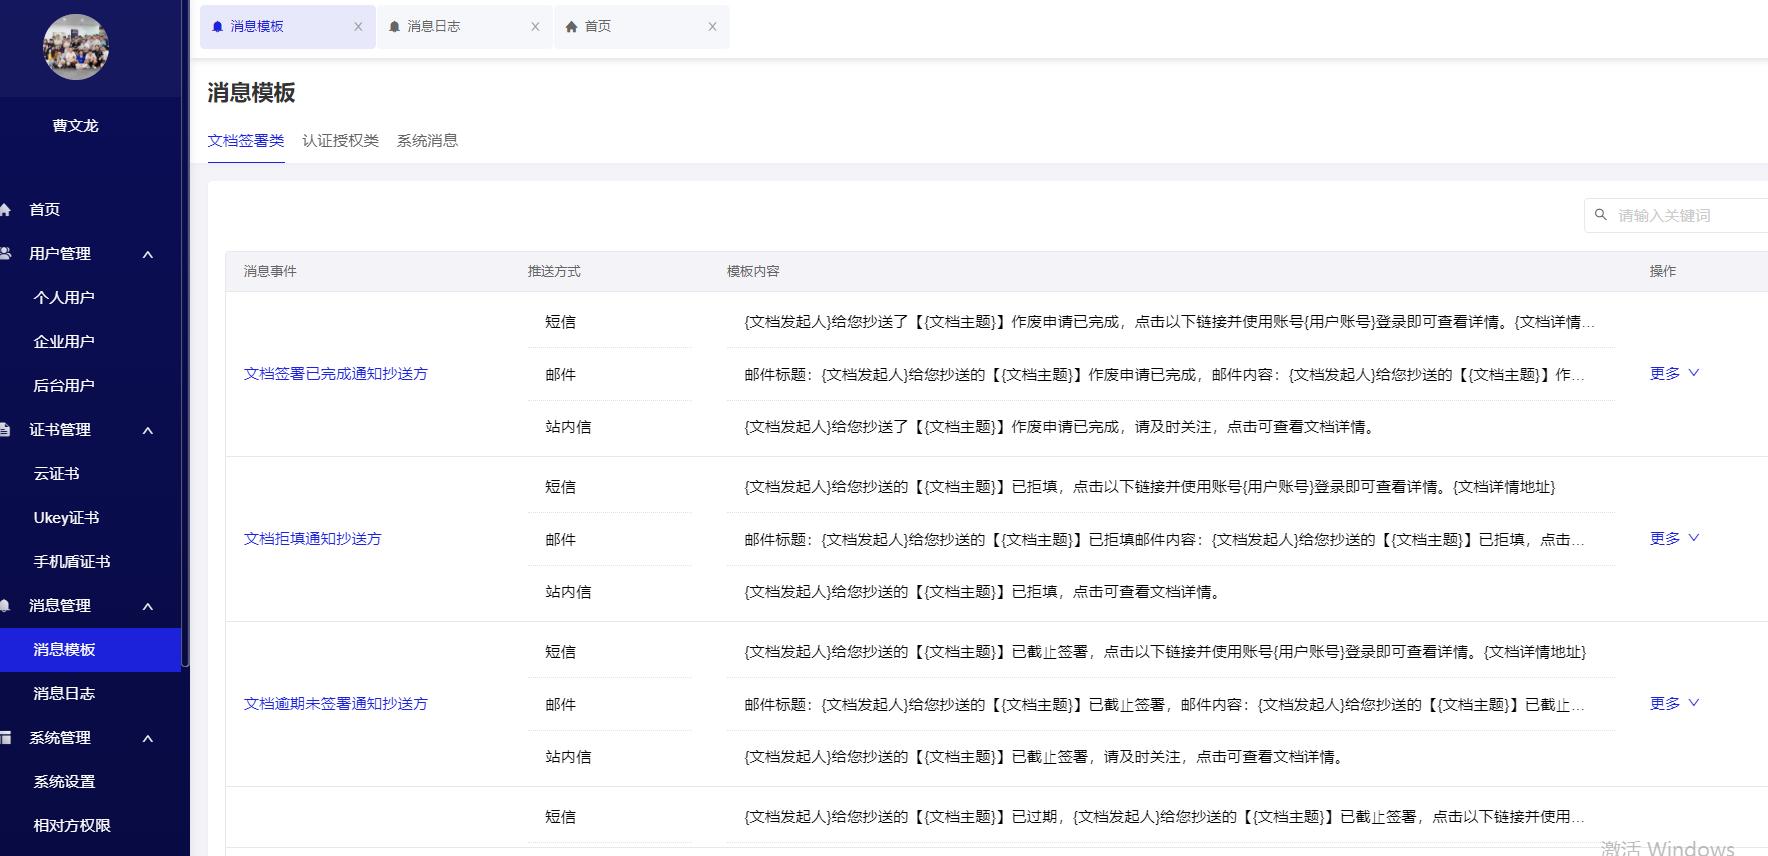 消息模板
消息日志
首页
曹文龙
首页
用户管理
个人用户
企业用户
后台用户
证书管理
云证书
Ukey证书
手机盾证书
消息管理
消息模板
消息日志
系统管理
系统设置
相对方权限
消息模板
文档签署类 认证授权类 系统消息
请输入关键词
消息事件 推送方式 模板内容 操作
文档签署已完成通知抄送方
短信 {文档发起人}给您抄送了【{文档主题}】作废申请已完成，点击以下链接并使用账号{用户账号}登录即可查看详情。{文档详情...
邮件 邮件标题：{文档发起人}给您抄送的【{文档主题}】作废申请已完成，邮件内容：{文档发起人}给您抄送的【{文档主题}】作...
站内信 {文档发起人}给您抄送了【{文档主题}】作废申请已完成，请及时关注，点击可查看文档详情。
更多
文档拒填通知抄送方
短信 {文档发起人}给您抄送的【{文档主题}】已拒填，点击以下链接并使用账号{用户账号}登录即可查看详情。{文档详情地址}
邮件 邮件标题：{文档发起人}给您抄送的【{文档主题}】已拒填邮件内容：{文档发起人}给您抄送的【{文档主题}】已拒填，点击...
站内信 {文档发起人}给您抄送的【{文档主题}】已拒填，点击可查看文档详情。
更多
文档逾期未签署通知抄送方
短信 {文档发起人}给您抄送的【{文档主题}】已截止签署，点击以下链接并使用账号{用户账号}登录即可查看详情。{文档详情地址}
邮件 邮件标题：{文档发起人}给您抄送的【{文档主题}】已截止签署，邮件内容：{文档发起人}给您抄送的【{文档主题}】已截止...
站内信 {文档发起人}给您抄送的【{文档主题}】已截止签署，请及时关注，点击可查看文档详情。
更多
短信 {文档发起人}给您抄送的【{文档主题}】已过期，{文档发起人}给您抄送的【{文档主题}】已截止签署，点击以下链接并使用...
激活 Windows